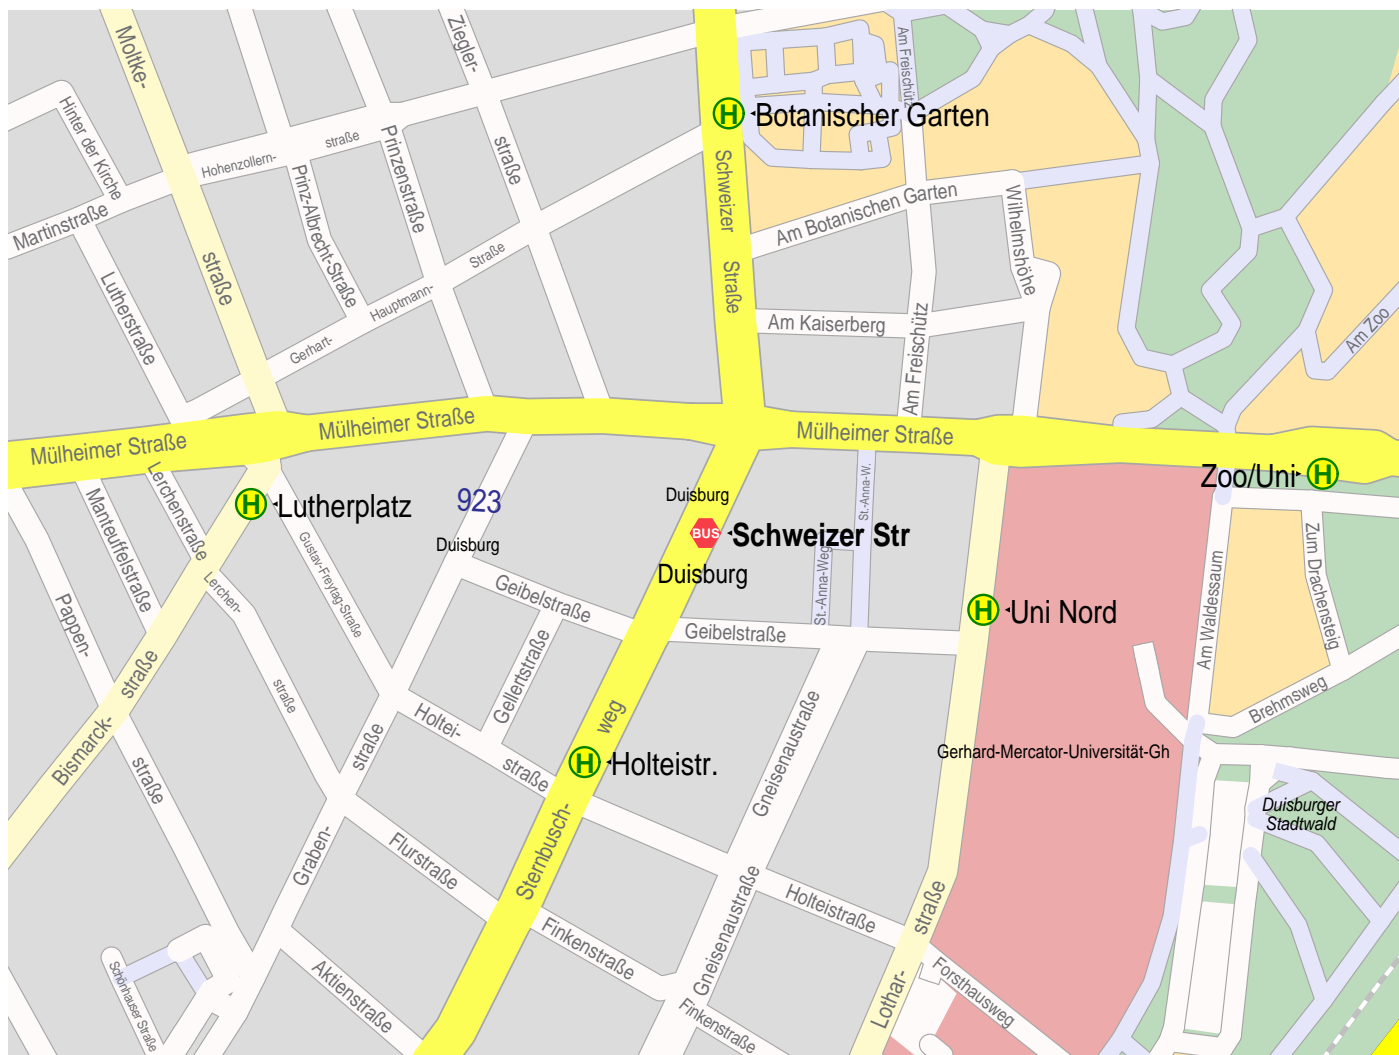 Moltke-
straße
Ziegler-
straße
Hinter der Kirche
Hohenzollern-
straße
Prinzenstraße
Prinz-Albrecht-Straße
Martinstraße
Lutherstraße
Gerhart-
Hauptmann-
Straße
H
Botanischer Garten
Schweizer
Straße
Am Freischütz
Am Botanischen Garten
Wilhelmshöhe
Am Kaiserberg
Am Freischütz
Am Zoo
Mülheimer Straße
Mülheimer Straße
Mülheimer Straße
H
Zoo/Uni
H
Lutherplatz
923
Duisburg
Duisburg
BUS
Schweizer Str
Duisburg
St.-Anna-W.
St.-Anna-Weg
Lerchenstraße
Manteuffelstraße
Lerchen-
straße
Gustav-Freytag-Straße
Pappen-
straße
Bismarck-
straße
Geibelstraße
Geibelstraße
Gellertstraße
H
Uni Nord
Am Waldessaum
Zum Drachensteig
Brehmsweg
Holtei-
straße
weg
H
Holteistr.
Gneisenaustraße
Gerhard-Mercator-Universität-Gh
Duisburger
Stadtwald
Graben-
straße
Flurstraße
Sternbusch-
Finkenstraße
Finkenstraße
Gneisenaustraße
Holteistraße
Lothar-
straße
Forsthausweg
Aktienstraße
Schönhauser Straße